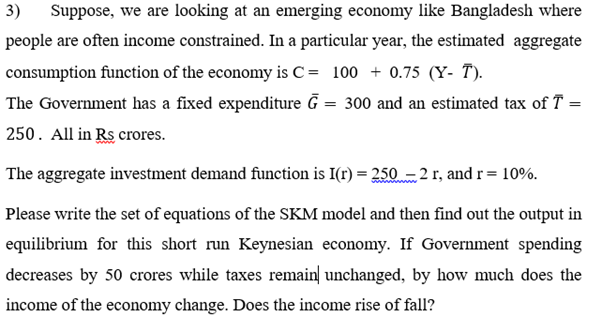 3) Suppose, we are looking at an emerging economy like Bangladesh where
people are often income constrained. In a particular year, the estimated aggregate
consumption function of the economy is C = 100 + 0.75 (Y- T̄).
The Government has a fixed expenditure Ḡ = 300 and an estimated tax of T̄ =
250. All in Rs crores.
The aggregate investment demand function is I(r) = 250 – 2 r, and r = 10%.
Please write the set of equations of the SKM model and then find out the output in
equilibrium for this short run Keynesian economy. If Government spending
decreases by 50 crores while taxes remain unchanged, by how much does the
income of the economy change. Does the income rise of fall?